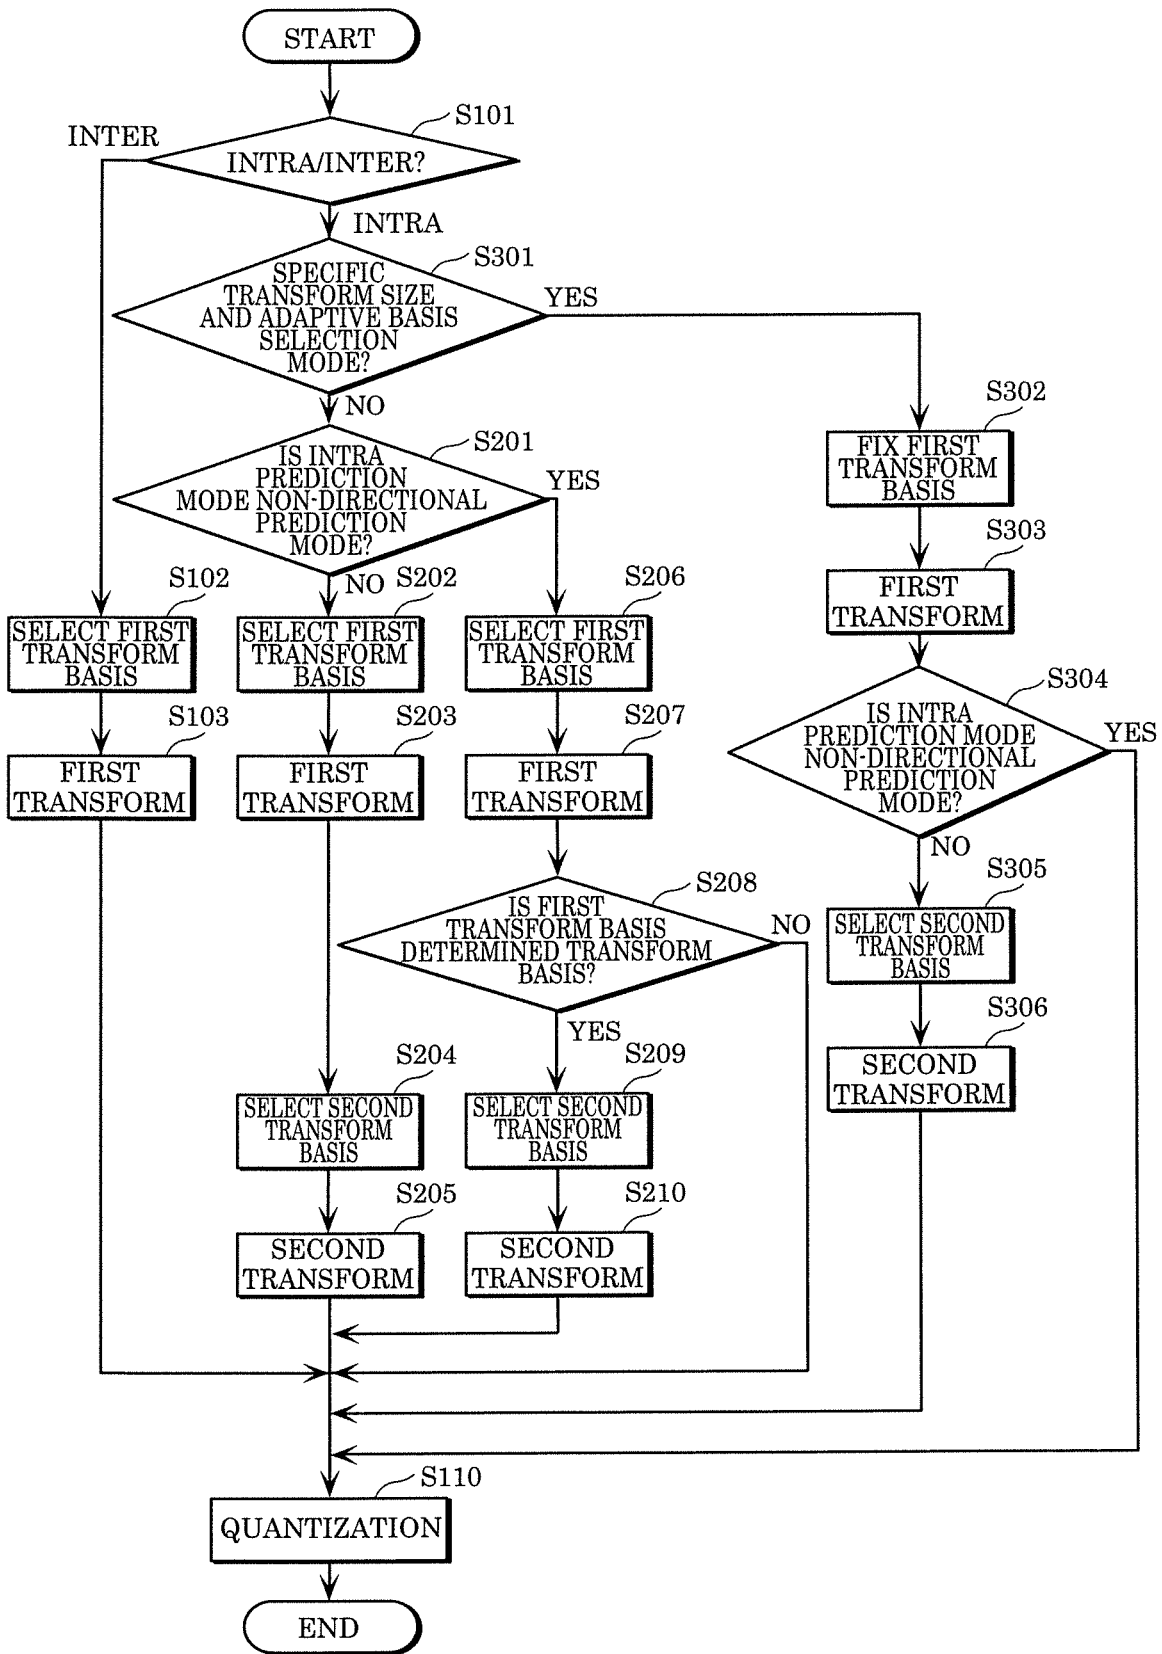 START
S101
INTER
INTRA/INTER?
INTRA
S301
SPECIFIC
TRANSFORM SIZE
AND ADAPTIVE BASIS
SELECTION
MODE?
YES
NO
S302
FIX FIRST
TRANSFORM
BASIS
S201
IS INTRA
PREDICTION
MODE NON-DIRECTIONAL
PREDICTION
MODE?
YES
NO
S303
FIRST
TRANSFORM
S102
SELECT FIRST
TRANSFORM
BASIS
S202
SELECT FIRST
TRANSFORM
BASIS
S206
SELECT FIRST
TRANSFORM
BASIS
S304
IS INTRA
PREDICTION MODE
NON-DIRECTIONAL
PREDICTION
MODE?
YES
NO
S103
FIRST
TRANSFORM
S203
FIRST
TRANSFORM
S207
FIRST
TRANSFORM
S208
IS FIRST
TRANSFORM BASIS
DETERMINED TRANSFORM
BASIS?
NO
YES
S305
SELECT SECOND
TRANSFORM
BASIS
S306
SECOND
TRANSFORM
S204
SELECT SECOND
TRANSFORM
BASIS
S209
SELECT SECOND
TRANSFORM
BASIS
S205
SECOND
TRANSFORM
S210
SECOND
TRANSFORM
S110
QUANTIZATION
END